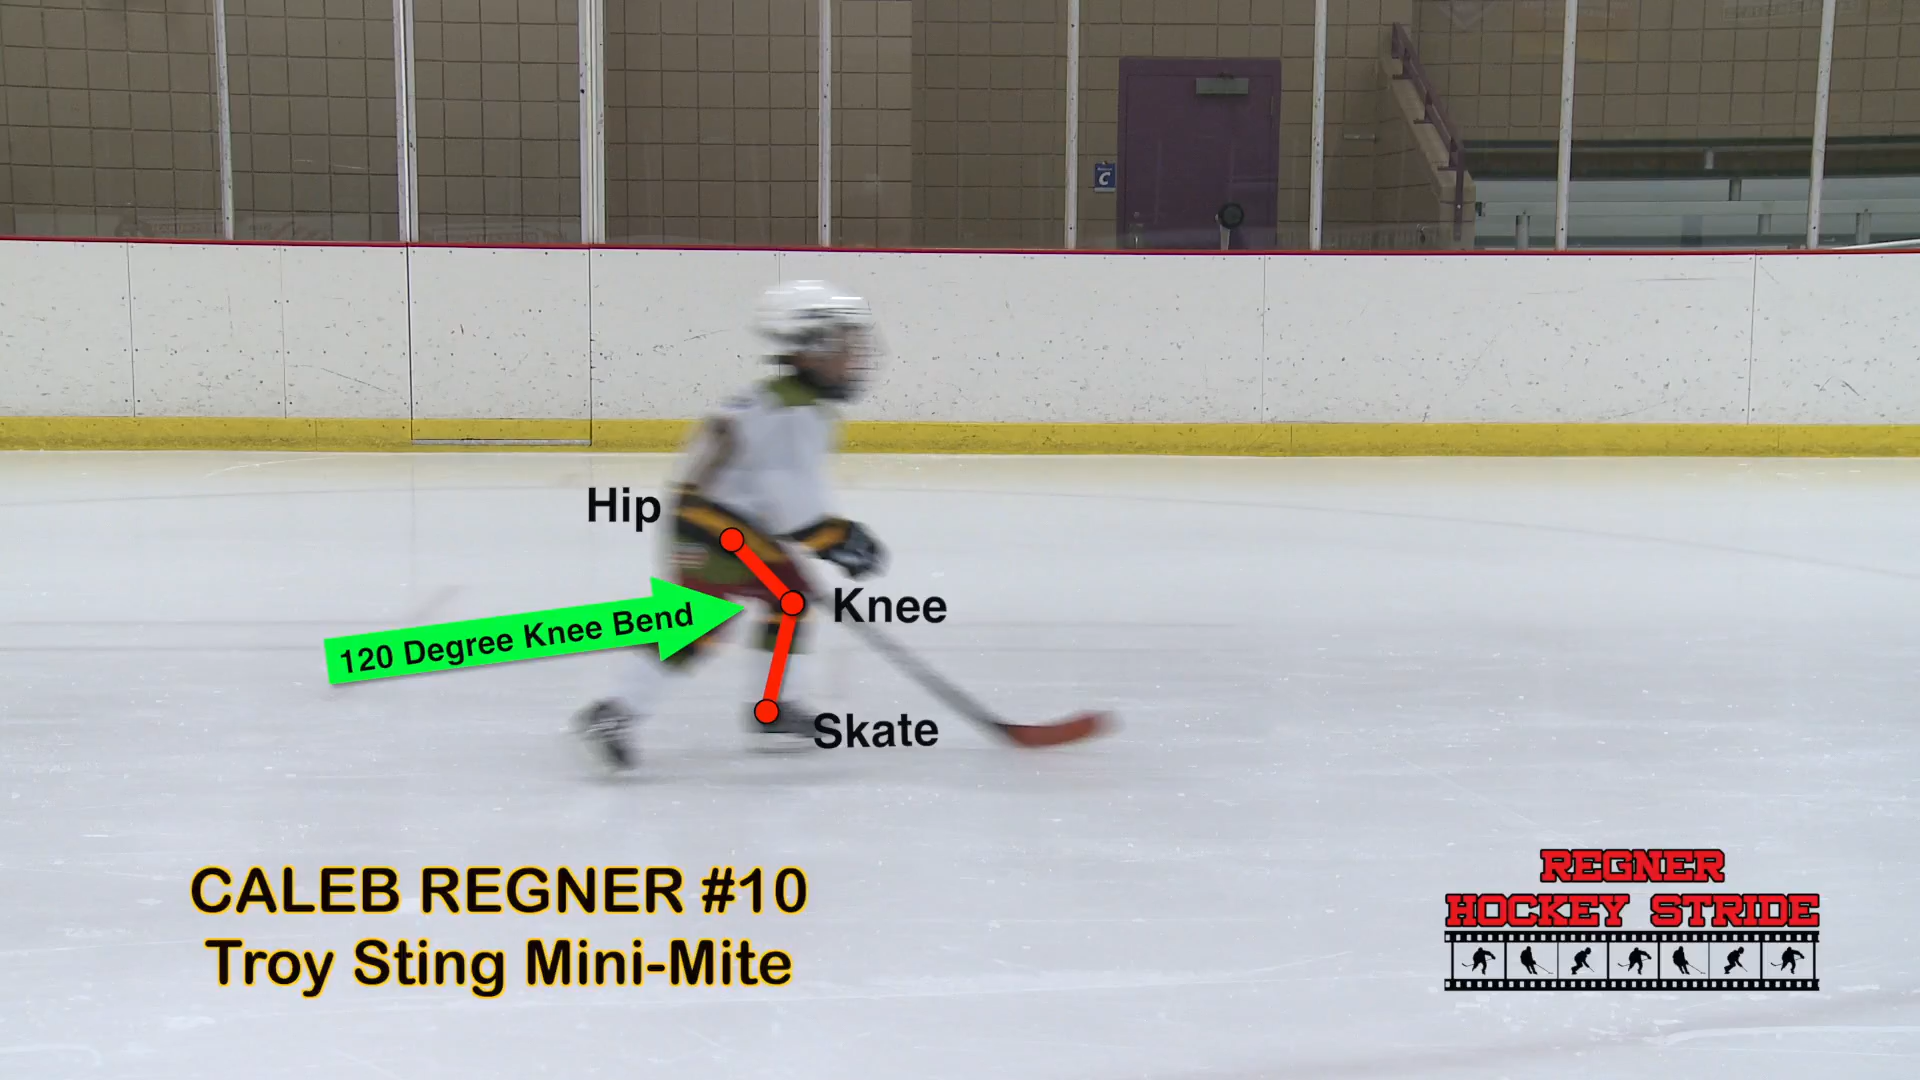 C
Hip
Knee
120 Degree Knee Bend
Skate
CALEB REGNER #10
Troy Sting Mini-Mite
REGNER
HOCKEY STRIDE